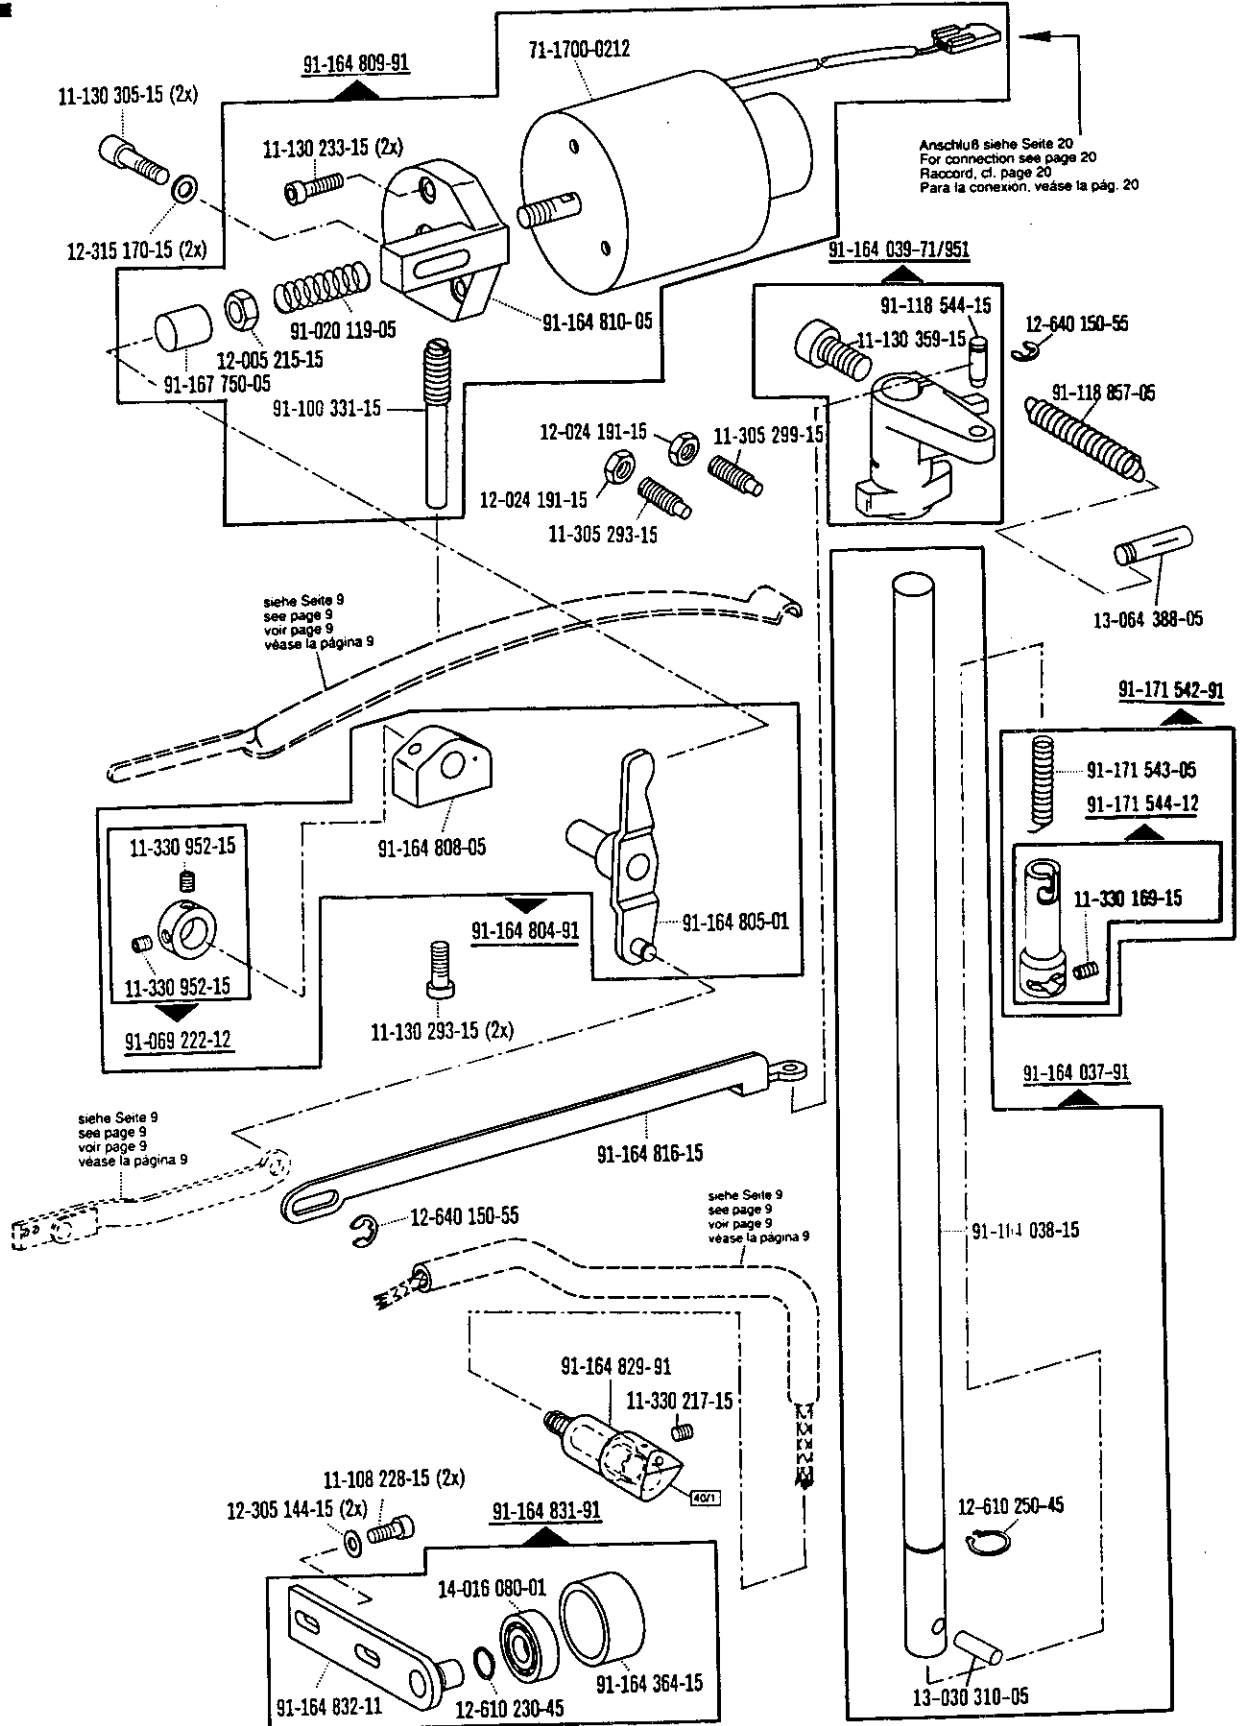 71-1700-0212
91-164 809-91
11-130 305-15 (2x)
11-130 233-15 (2x)
Anschluß siehe Seite 20
For connection see page 20
Raccord, cf. page 20
Para la conexión, veáse la pág. 20
12-315 170-15 (2x)
91-164 039-71/951
91-118 544-15
12-640 150-55
11-130 359-15
91-020 119-05
91-164 810-05
12-005 215-15
91-167 750-05
91-118 857-05
91-100 331-15
12-024 191-15
11-305 299-15
12-024 191-15
11-305 293-15
13-064 388-05
siehe Seite 9
see page 9
voir page 9
véase la página 9
91-171 542-91
91-171 543-05
91-171 544-12
11-330 952-15
91-164 808-05
11-330 169-15
91-164 804-91
91-164 805-01
11-330 952-15
91-069 222-12
11-130 293-15 (2x)
91-164 037-91
siehe Seite 9
see page 9
voir page 9
véase la página 9
91-164 816-15
12-640 150-55
siehe Seite 9
see page 9
voir page 9
véase la página 9
038-15
91-164 829-91
11-330 217-15
40/1
11-108 228-15 (2x)
12-305 144-15 (2x)
91-164 831-91
12-610 250-45
14-016 080-01
91-164 364-15
91-164 832-11
12-610 230-45
13-030 310-05